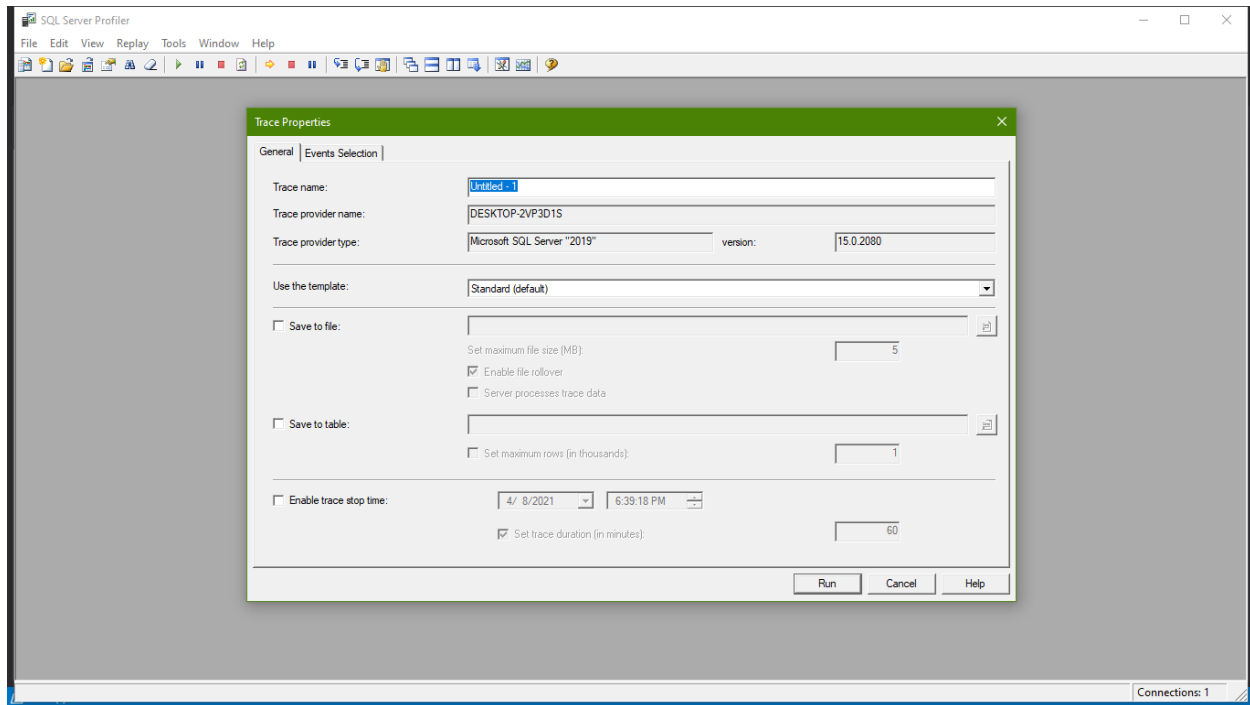 SQL Server Profiler
File Edit View Replay Tools Window Help
Trace Properties
General Events Selection
Trace name: Untitled - 1
Trace provider name: DESKTOP-2VP3D1S
Trace provider type: Microsoft SQL Server "2019" version: 15.0.2080
Use the template: Standard (default)
Save to file:
Set maximum file size (MB): 5
Enable file rollover
Server processes trace data
Save to table:
Set maximum rows (in thousands): 1
Enable trace stop time: 4/ 8/2021 6:39:18 PM
Set trace duration (in minutes): 60
Run Cancel Help
Connections: 1